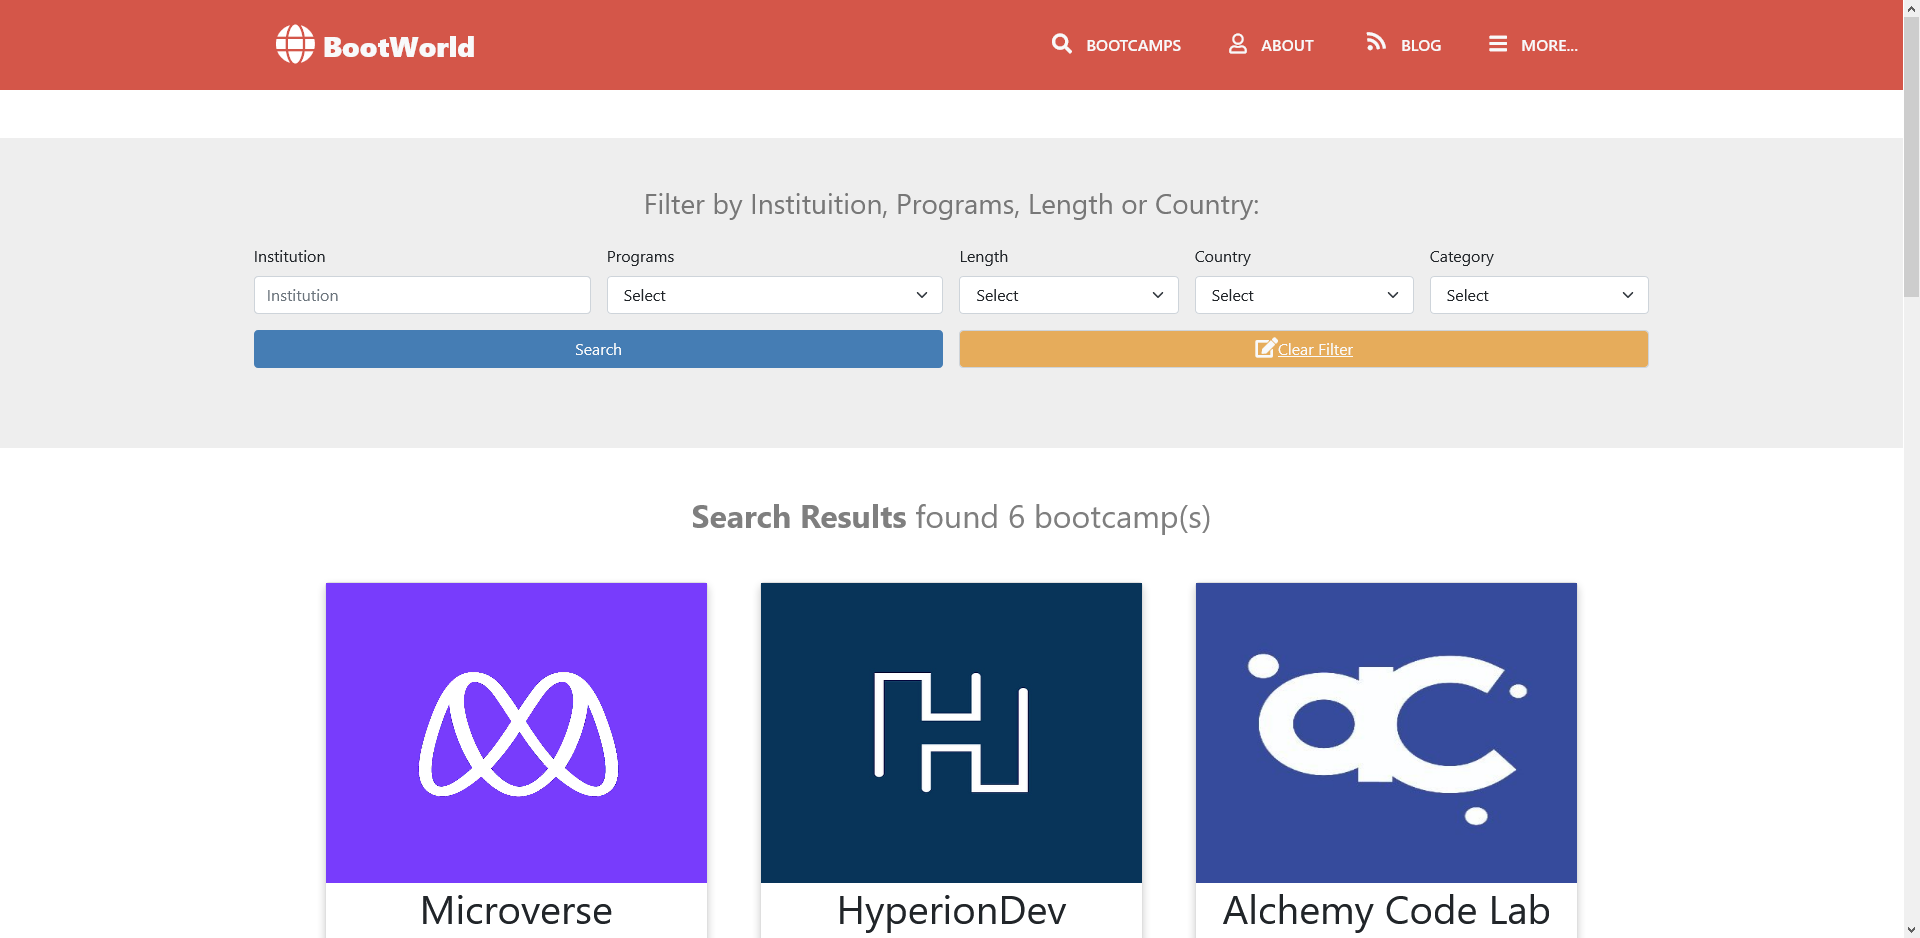 BootWorld
BOOTCAMPS
ABOUT
BLOG
MORE...
Filter by Instituition, Programs, Length or Country:
Institution Programs Length Country Category
Institution Select Select Select Select
Search Clear Filter
Search Results found 6 bootcamp(s)
ac
Microverse HyperionDev Alchemy Code Lab